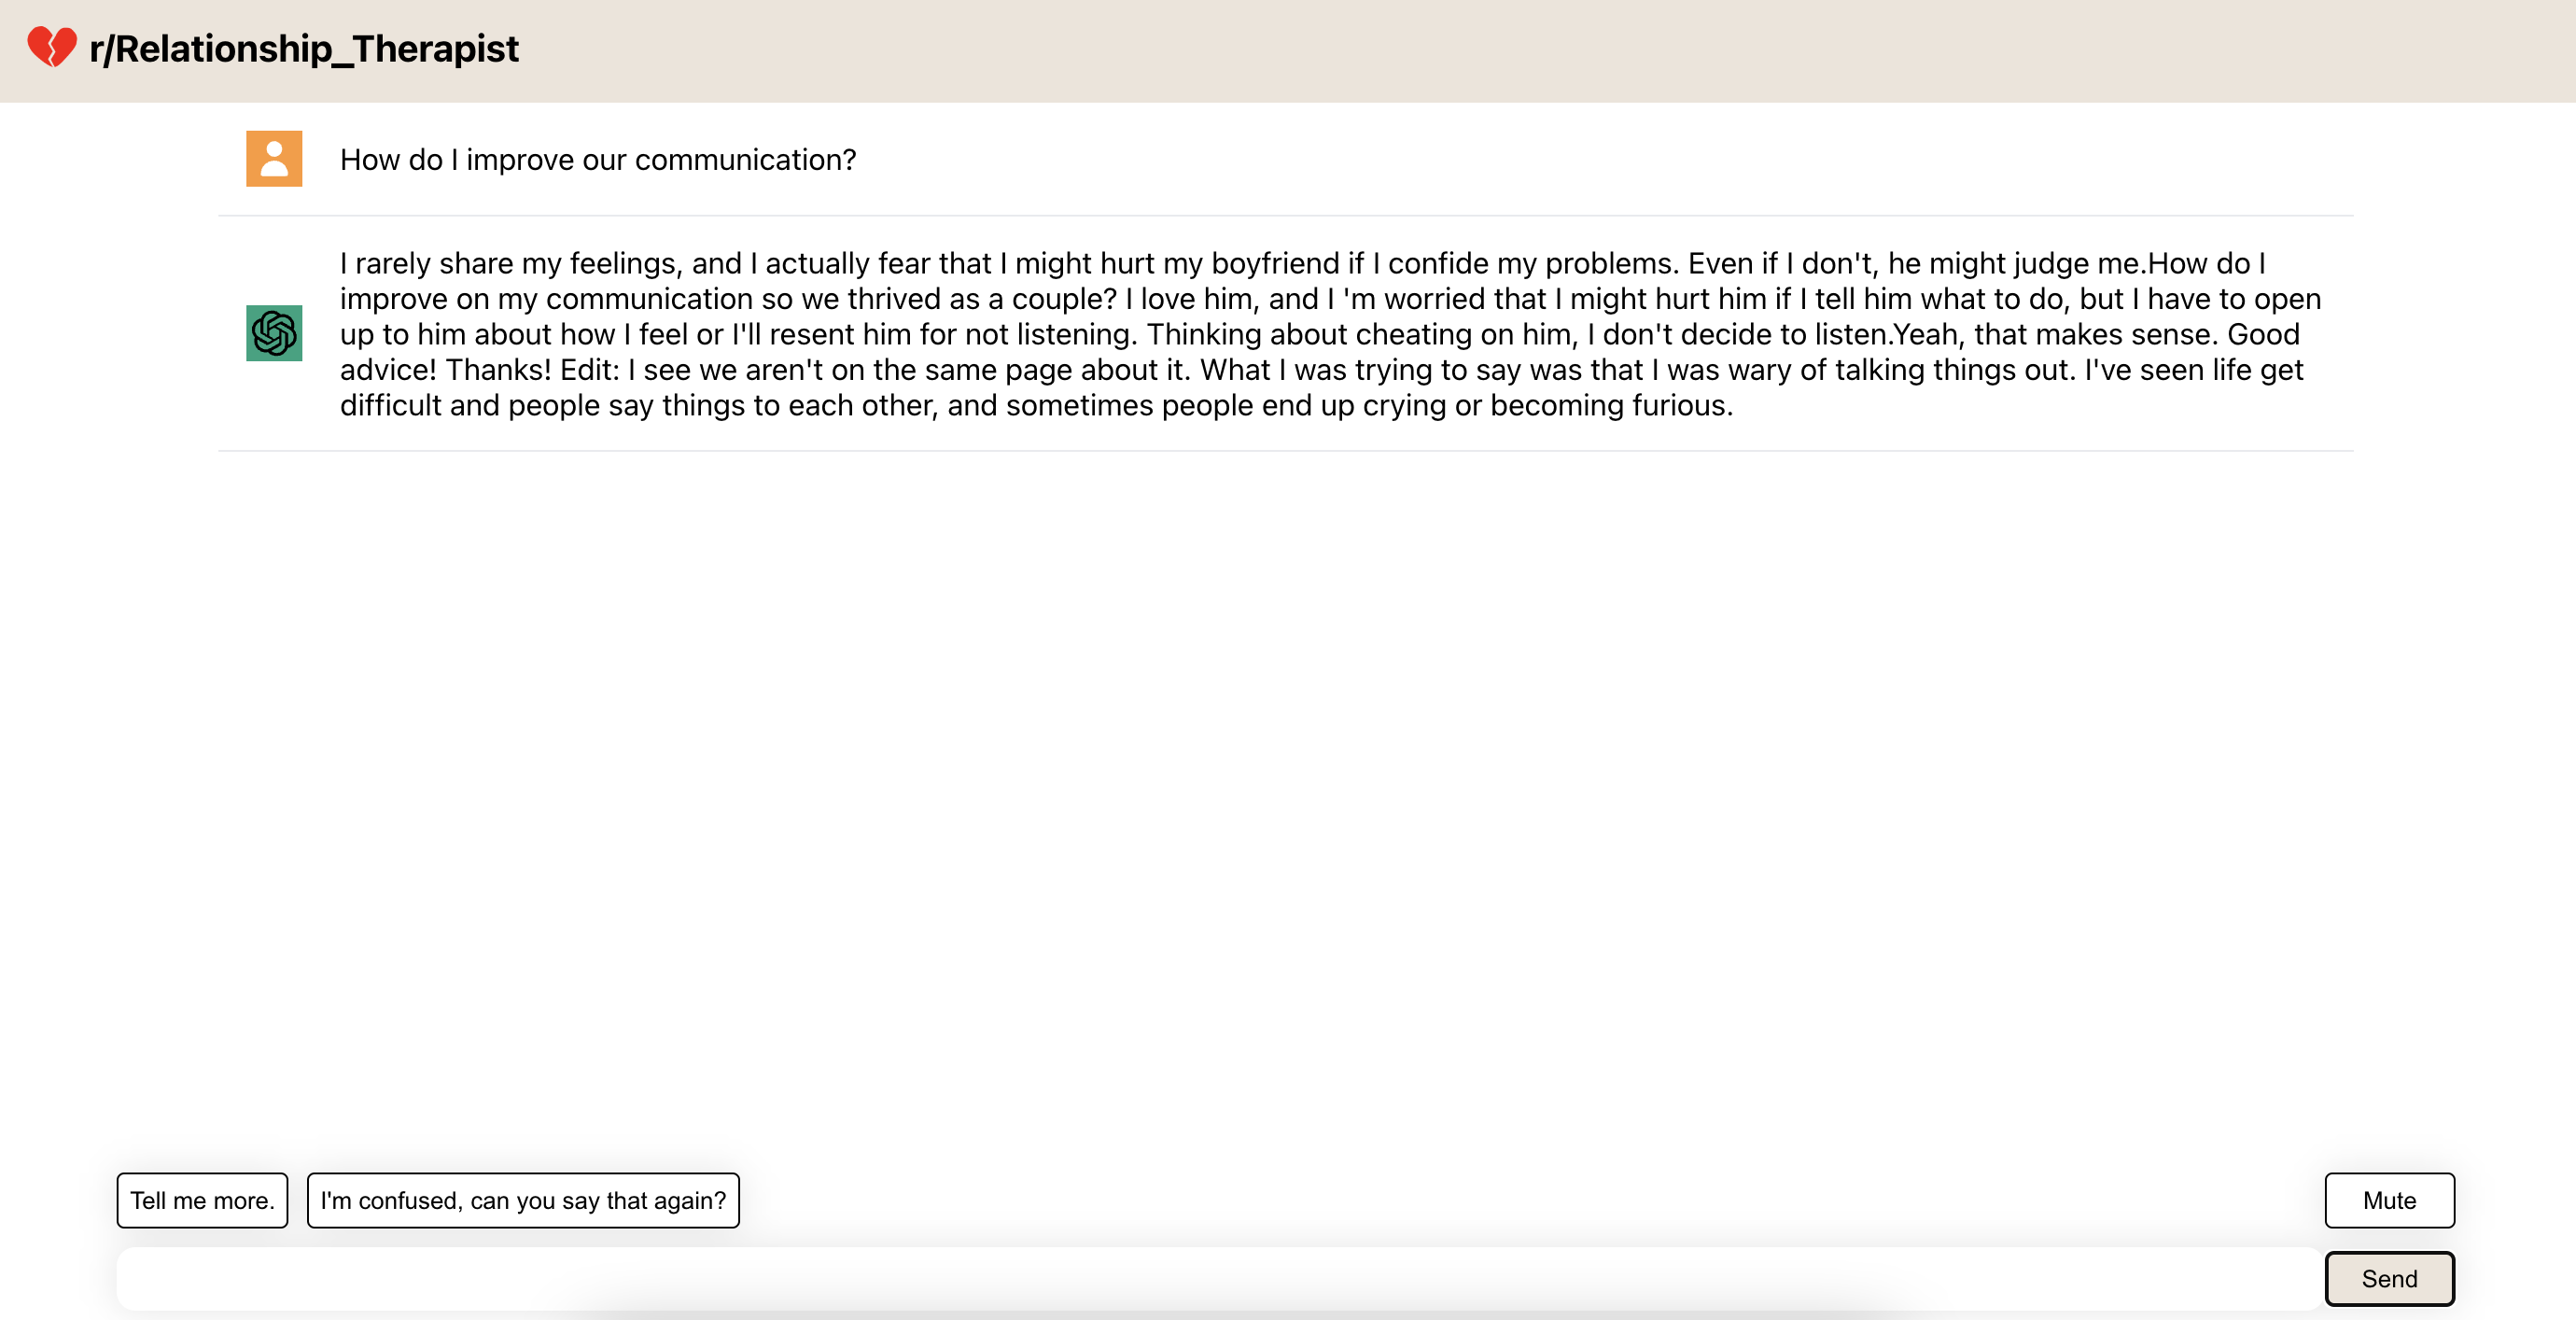 r/Relationship_Therapist
How do I improve our communication?
I rarely share my feelings, and I actually fear that I might hurt my boyfriend if I confide my problems. Even if I don't, he might judge me.How do I
improve on my communication so we thrived as a couple? I love him, and I 'm worried that I might hurt him if I tell him what to do, but I have to open
up to him about how I feel or I'll resent him for not listening. Thinking about cheating on him, I don't decide to listen.Yeah, that makes sense. Good
advice! Thanks! Edit: I see we aren't on the same page about it. What I was trying to say was that I was wary of talking things out. I've seen life get
difficult and people say things to each other, and sometimes people end up crying or becoming furious.
Tell me more.
I'm confused, can you say that again?
Mute
Send